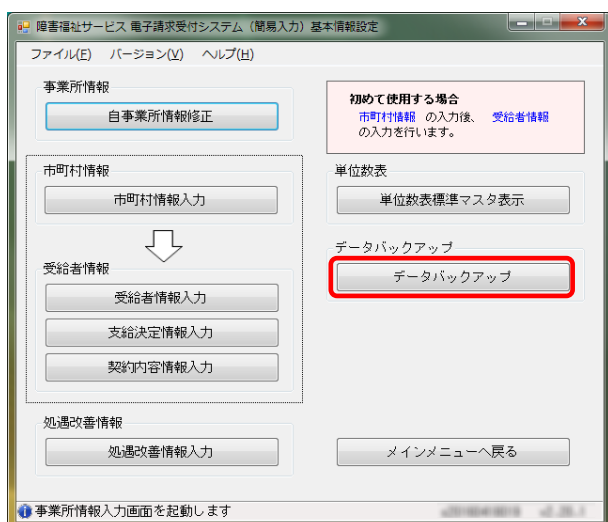 障害福祉サービス 電子請求受付システム（簡易入力）基本情報設定
ファイル(F) バージョン(V) ヘルプ(H)
事業所情報
自事業所情報修正
初めて使用する場合
市町村情報 の入力後、 受給者情報
の入力を行います。
市町村情報
市町村情報入力
単位数表
単位数表標準マスタ表示
データバックアップ
データバックアップ
受給者情報
受給者情報入力
支給決定情報入力
契約内容情報入力
処遇改善情報
処遇改善情報入力
メインメニューへ戻る
事業所情報入力画面を起動します